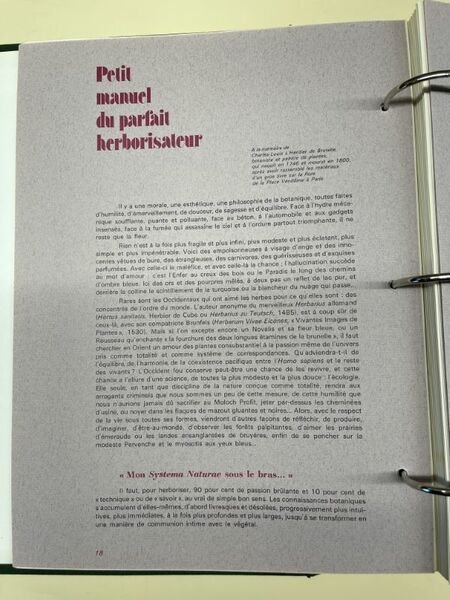 Petit
manuel
du parfait
herborisateur
A la mémoire de
Charles-Louis L'Héritier de Brutelle,
botaniste et peintre de plantes,
qui naquit en 1746 et mourut en 1800,
après avoir rassemblé les matériaux
d'un gros livre sur la Flore
de la Place Vendôme à Paris
Il y a une morale, une esthétique, une philosophie de la botanique, toutes faites
d'humilité, d'émerveillement, de douceur, de sagesse et d'équilibre. Face à l'hydre méca-
nique soufflante, puante et polluante, face au béton, à l'automobile et aux gadgets
insensés, face à la fumée qui assassine le ciel et à l'ordure partout triomphante, il ne
reste que la fleur.
Rien n'est à la fois plus fragile et plus infini, plus modeste et plus éclatant, plus
simple et plus impénétrable. Voici des empoisonneuses à visage d'ange et des inno-
centes vêtues de bure, des étrangleuses, des carnivores, des guérisseuses et d'exquises
parfumées. Avec celle-ci la maléfice, et avec celle-là la chance ; l'hallucination succède
au mot d'amour : c'est l'Enfer au creux des bois ou le Paradis le long des chemins
d'ombre bleue. Ici des ors et des pourpres mêlés, à deux pas un reflet de lac pur, et
derrière la colline le scintillement de la turquoise ou la blancheur du nuage qui passe...
Rares sont les Occidentaux qui ont aimé les herbes pour ce qu'elles sont : des
concentrés de l'ordre du monde. L'auteur anonyme du merveilleux Herbarius allemand
(Hortus sanitatis, Herbier de Cubo ou Herbarius zu Teutsch, 1485), est à coup sûr de
ceux-là, avec son compatriote Brunfels (Herbarum Vivae Eicones, « Vivantes Images de
Plantes », 1530). Mais si l'on excepte encore un Novalis et sa fleur bleue, ou un
Rousseau qu'enchante « la fourchure des deux longues étamines de la brunelle », il faut
chercher en Orient un amour des plantes consubstantiel à la passion même de l'univers
pris comme totalité et comme système de correspondances. Qu'adviendra-t-il de
l'équilibre, de l'harmonie, de la coexistence pacifique entre l'Homo sapiens et le reste
des vivants ? L'Occident fou conserve peut-être une chance de les revivre, et cette
chance a l'allure d'une science, de toutes la plus modeste et la plus douce : l'écologie.
Elle seule, en tant que discipline de la nature conçue comme totalité, rendra aux
arrogants criminels que nous sommes un peu de cette mesure, de cette humilité que
nous n'aurions jamais dû sacrifier au Moloch Profit, jeter par-dessus les cheminées
d'usine, ou noyer dans les flaques de mazout gluantes et noires... Alors, avec le respect
de la vie sous toutes ses formes, viendront d'autres façons de réfléchir, de produire,
d'imaginer, d'être-au-monde, d'observer les forêts palpitantes, d'aimer les prairies
d'émeraude ou les landes ensanglantées de bruyères, enfin de se poncher sur la
modeste Pervenche et le myosotis aux yeux bleus...
« Mon Systema Naturae sous le bras... »
Il faut, pour herboriser, 90 pour cent de passion brûlante et 10 pour cent de
« technique » ou de « savoir », au vrai de simple bon sens. Les connaissances botaniques
s'accumulent d'elles-mêmes, d'abord livresques et désolées, progressivement plus intui-
tives, plus immédiates, à la fois plus profondes et plus larges, jusqu'à se transformer en
une manière de communion intime avec le végétal.
18